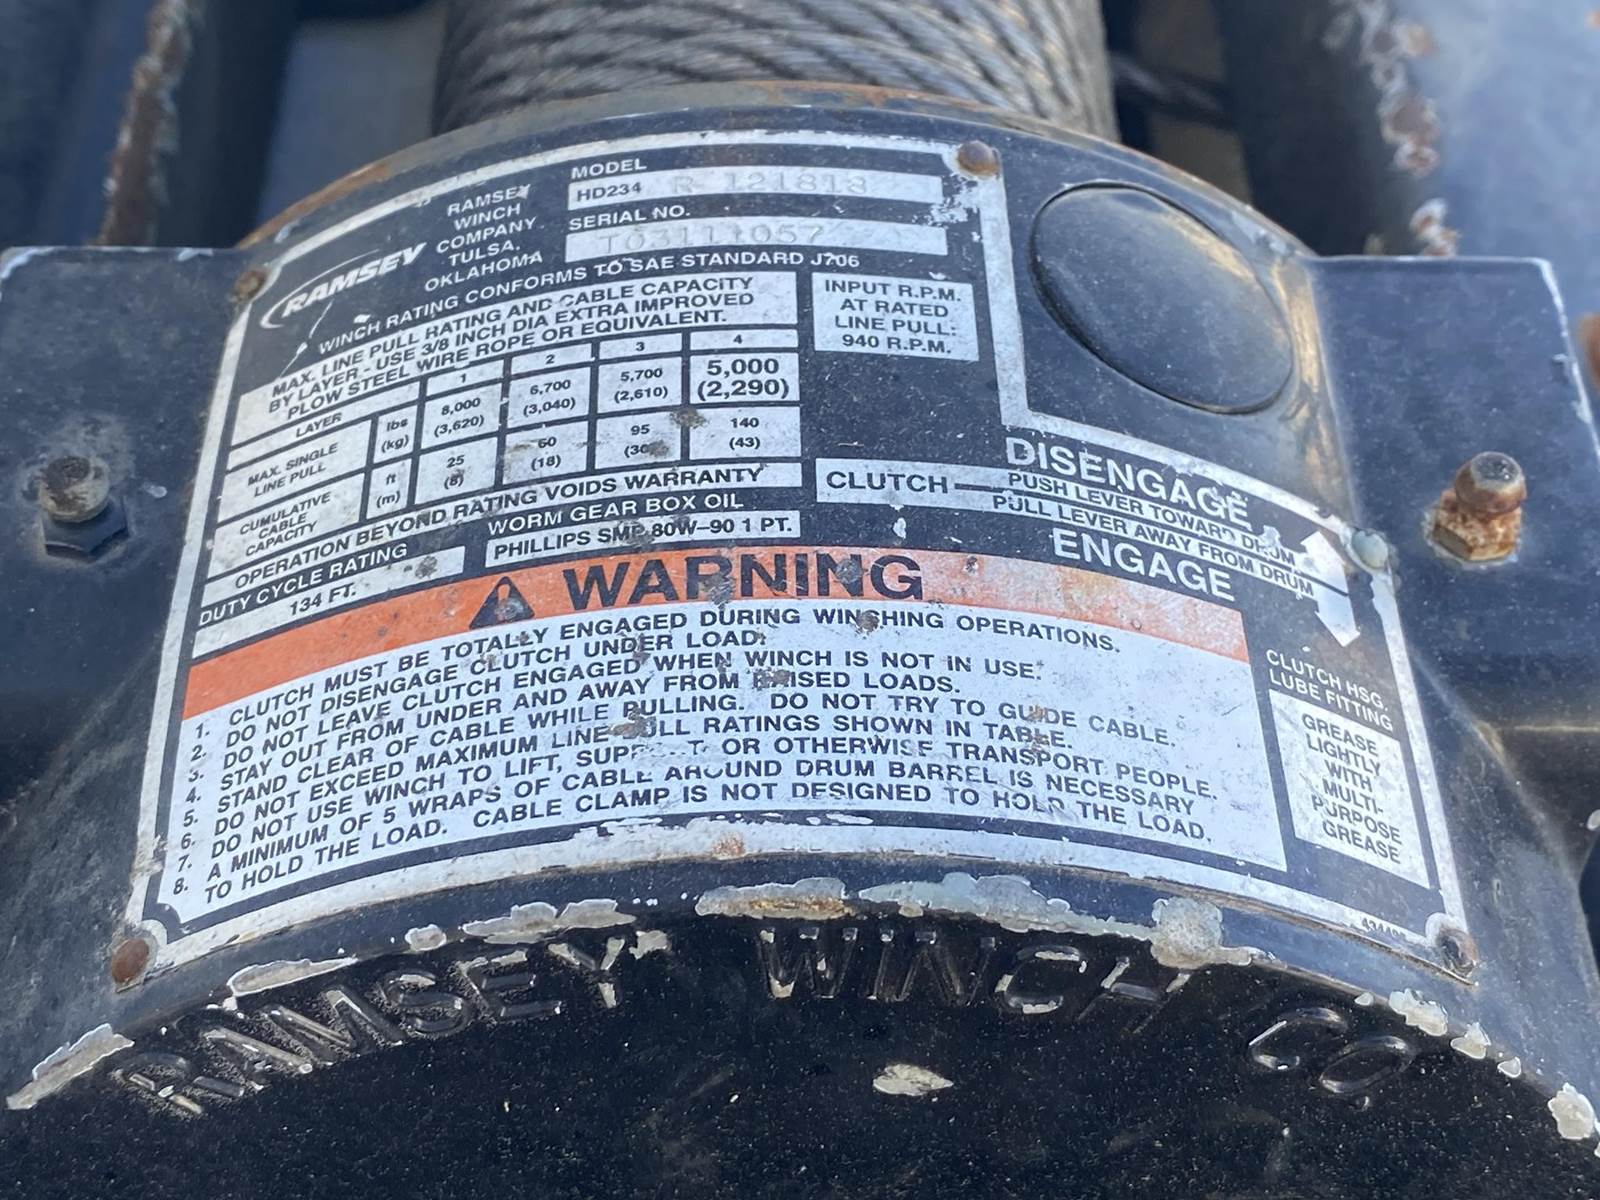 RAMSEY
RAMSEY
WINCH
COMPANY
TULSA,
OKLAHOMA
MODEL
HD234 R 121818
SERIAL NO.
WINCH RATING CONFORMS TO SAE STANDARD J706
MAX. LINE PULL RATING AND CABLE CAPACITY
BY LAYER - USE 3/8 INCH DIA EXTRA IMPROVED
PLOW STEEL WIRE ROPE OR EQUIVALENT.
LAYER 1 2 3 4
MAX. SINGLE LINE PULL lbs (kg) 8,000 (3,620) 6,700 (3,040) 5,700 (2,610) 5,000 (2,290)
CUMULATIVE CABLE CAPACITY ft (m) 25 (8) 60 (18) 95 140 (43)
OPERATION BEYOND RATING VOIDS WARRANTY
DUTY CYCLE RATING
134 FT.
WORM GEAR BOX OIL
PHILLIPS SMP 80W-90 1 PT.
INPUT R.P.M.
AT RATED
LINE PULL:
940 R.P.M.
DISENGAGE
CLUTCH
PUSH LEVER TOWARD DRUM
PULL LEVER AWAY FROM DRUM
ENGAGE
WARNING
1. CLUTCH MUST BE TOTALLY ENGAGED DURING WINCHING OPERATIONS.
2. DO NOT DISENGAGE CLUTCH UNDER LOAD.
3. DO NOT LEAVE CLUTCH ENGAGED WHEN WINCH IS NOT IN USE.
4. STAY OUT FROM UNDER AND AWAY FROM RAISED LOADS.
5. STAND CLEAR OF CABLE WHILE PULLING. DO NOT TRY TO GUIDE CABLE.
6. DO NOT EXCEED MAXIMUM LINE PULL RATINGS SHOWN IN TABLE.
7. DO NOT USE WINCH TO LIFT, SUPPORT, OR OTHERWISE TRANSPORT PEOPLE.
8. A MINIMUM OF 5 WRAPS OF CABLE AROUND DRUM BARREL IS NECESSARY
TO HOLD THE LOAD. CABLE CLAMP IS NOT DESIGNED TO HOLD THE LOAD.
CLUTCH HSG.
LUBE FITTING
GREASE
LIGHTLY
WITH
MULTI-
PURPOSE
GREASE
RAMSEY WINCH CO.